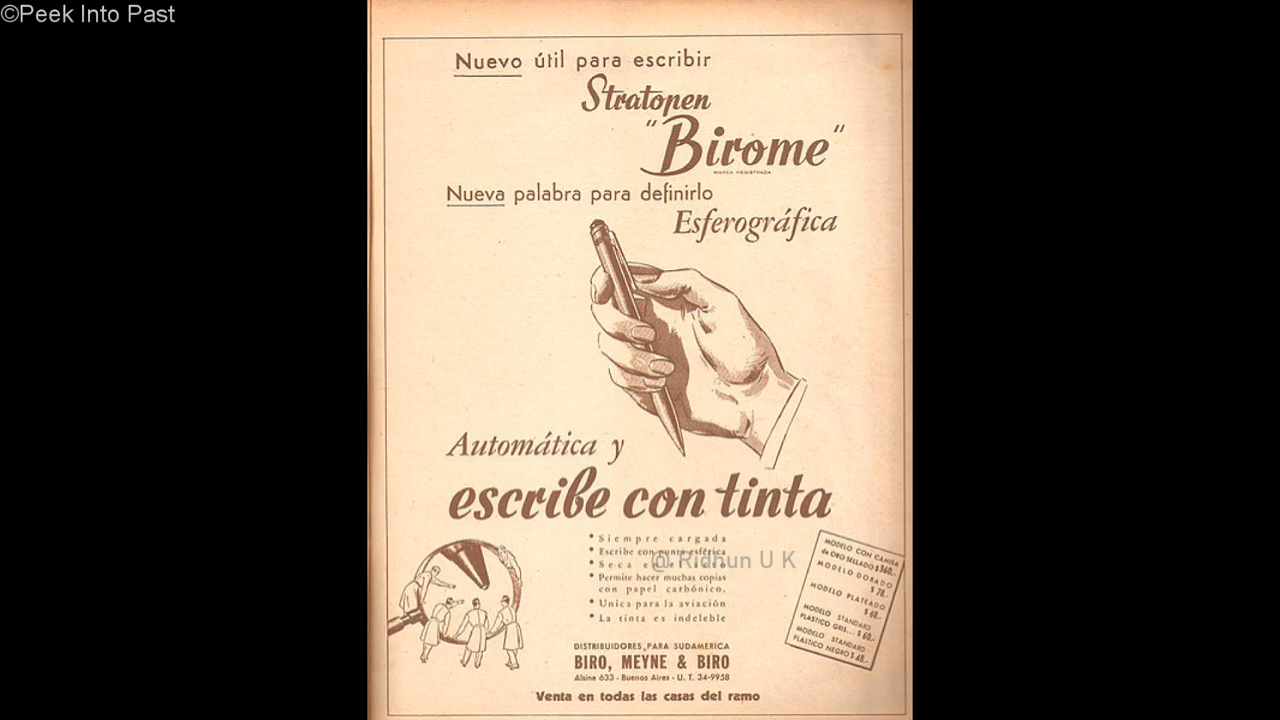 ©Peek Into Past
Nuevo útil para escribir
Stratopen
"Birome"
MARCA REGISTRADA
Nueva palabra para definirlo
Esferográfica
Automática y
escribe con tinta
* Siempre cargada
* Escribe con punta esférica
@ Ridhun U K
* Seca
* Permite hacer muchas copias
con papel carbónico.
* Unica para la aviación
* La tinta es indeleble
MODELO CON CAMISA
de ORO SELLADO $ 360.-
MODELO DORADO
$ 78.-
MODELO PLATEADO
$ 68.-
MODELO STANDARD
PLASTICO GRIS... $ 60.-
MODELO STANDARD
PLASTICO NEGRO $ 48.-
DISTRIBUIDORES PARA SUDAMERICA
BIRO, MEYNE & BIRO
Alsina 633 - Buenos Aires - U. T. 34-9958
Venta en todas las casas del ramo